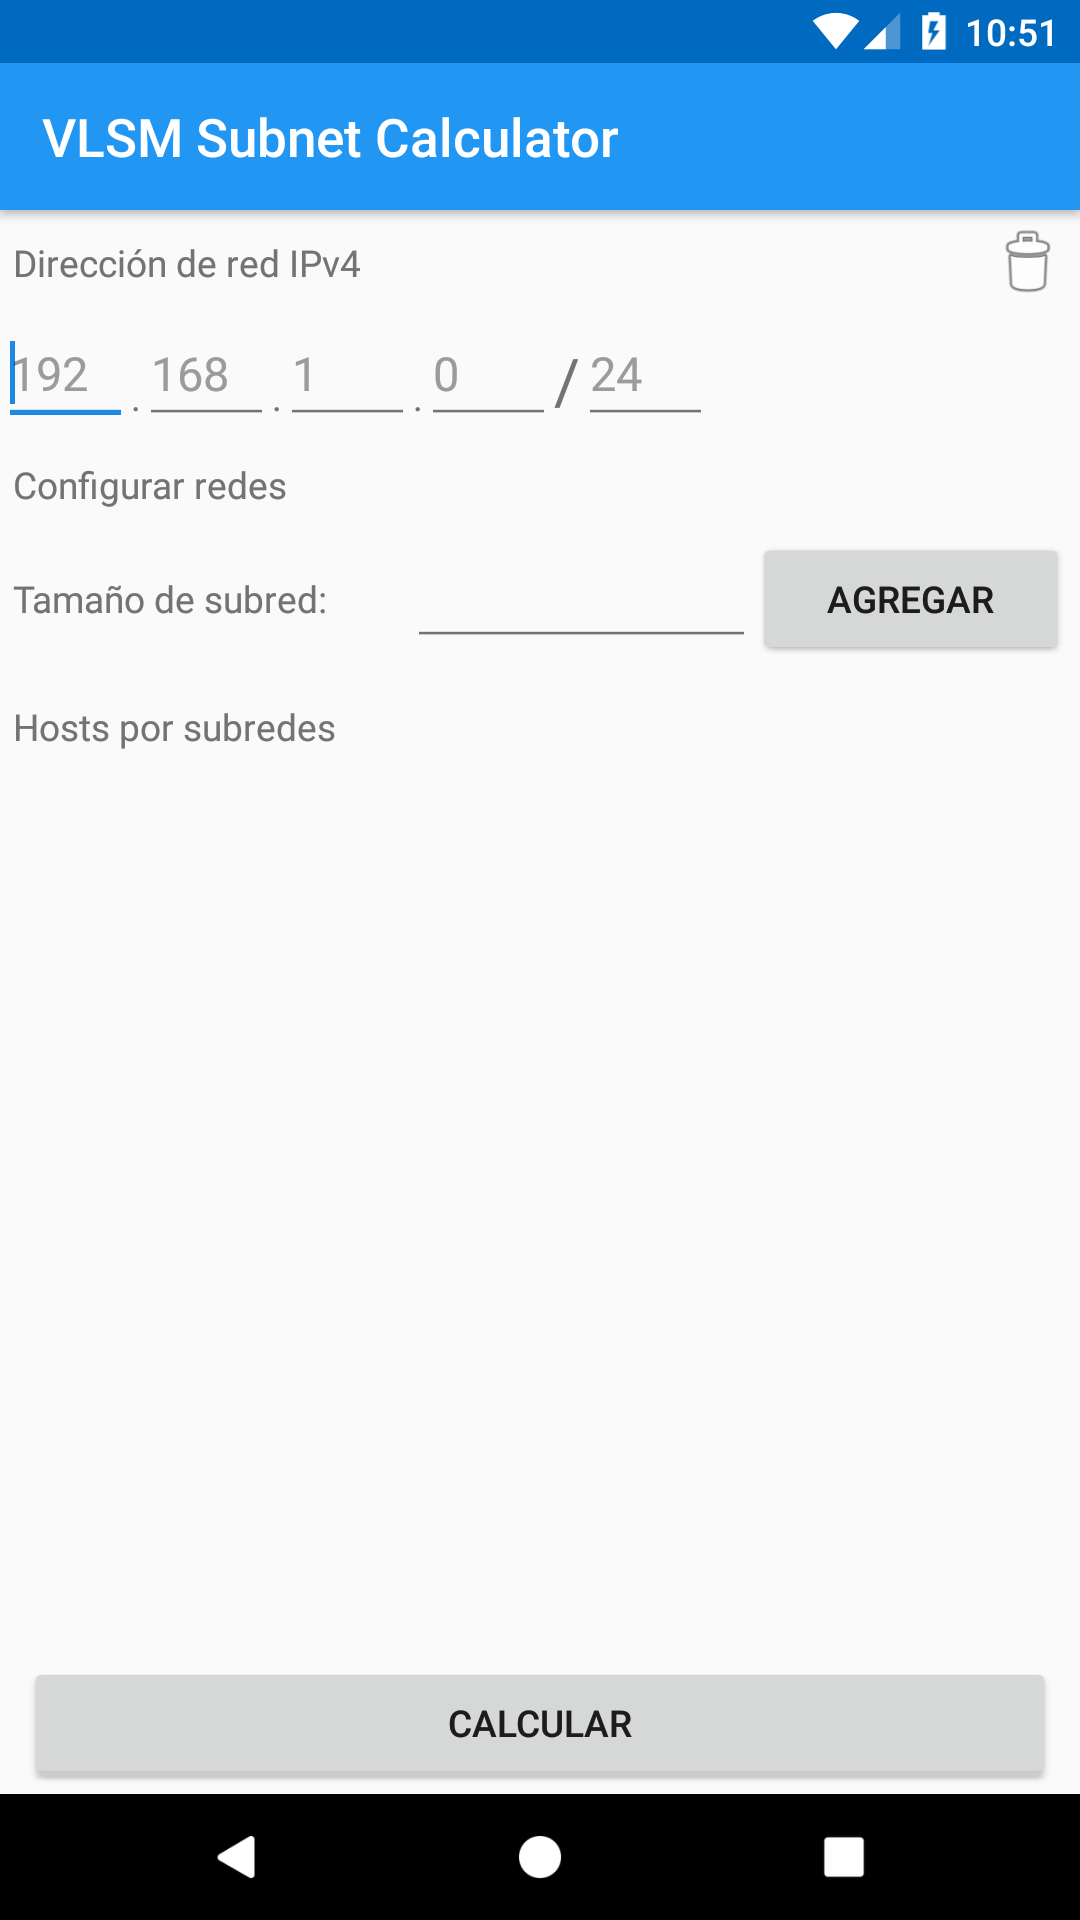 10:51
VLSM Subnet Calculator
Dirección de red IPv4
192 . 168 . 1 . 0 / 24
Configurar redes
Tamaño de subred:
AGREGAR
Hosts por subredes
CALCULAR